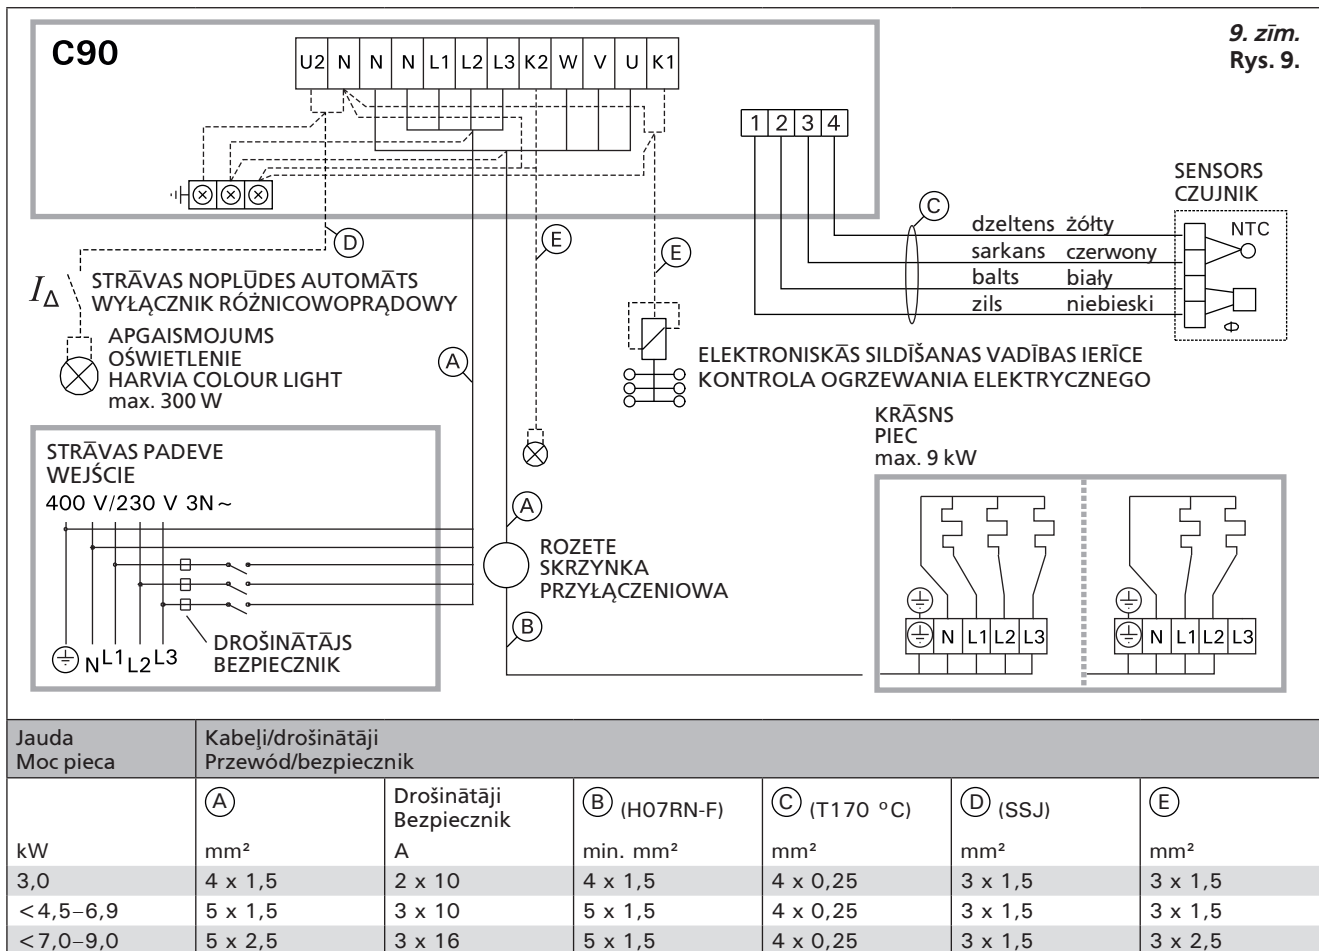 9. zīm.
Rys. 9.
C90
U2 N N N L1 L2 L3 K2 W V U K1
1 2 3 4
SENSORS
CZUJNIK
NTC
C
dzeltens żółty
sarkans czerwony
balts biały
zils niebieski
Φ
D
E
E
I∆
STRĀVAS NOPLŪDES AUTOMĀTS
WYŁĄCZNIK RÓŻNICOWOPRĄDOWY
APGAISMOJUMS
OŚWIETLENIE
HARVIA COLOUR LIGHT
max. 300 W
A
ELEKTRONISKĀS SILDĪŠANAS VADĪBAS IERĪCE
KONTROLA OGRZEWANIA ELEKTRYCZNEGO
STRĀVAS PADEVE
WEJŚCIE
400 V/230 V 3N~
N L1 L2 L3
DROŠINĀTĀJS
BEZPIECZNIK
A
ROZETE
SKRZYNKA
PRZYŁĄCZENIOWA
B
KRĀSNS
PIEC
max. 9 kW
N L1 L2 L3
N L1 L2 L3
Jauda
Moc pieca
Kabeļi/drošinātāji
Przewód/bezpiecznik
A
Drošinātāji
Bezpiecznik
B (H07RN-F)
C (T170 °C)
D (SSJ)
E
kW mm² A min. mm² mm² mm² mm²
3,0 4 x 1,5 2 x 10 4 x 1,5 4 x 0,25 3 x 1,5 3 x 1,5
<4,5–6,9 5 x 1,5 3 x 10 5 x 1,5 4 x 0,25 3 x 1,5 3 x 1,5
<7,0–9,0 5 x 2,5 3 x 16 5 x 1,5 4 x 0,25 3 x 1,5 3 x 2,5